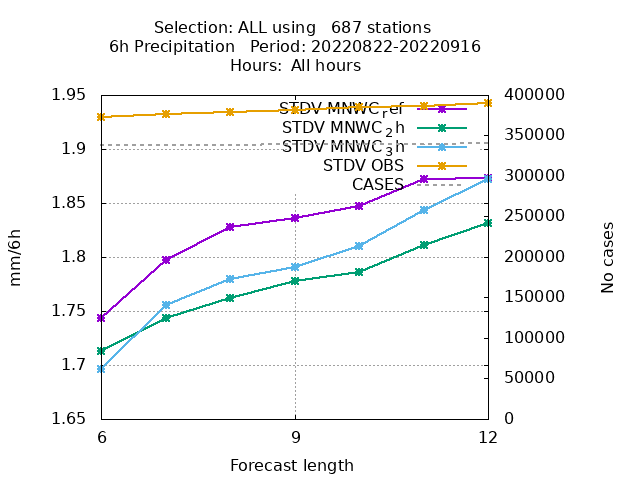 Selection: ALL using   687 stations
6h Precipitation   Period: 20220822-20220916
Hours:  All hours
1.95
1.9
1.85
1.8
1.75
1.7
1.65
mm/6h
400000
350000
300000
250000
200000
150000
100000
50000
0
No cases
STDV MNWC_ref
STDV MNWC_2h
STDV MNWC_3h
STDV OBS
CASES
6
9
12
Forecast length